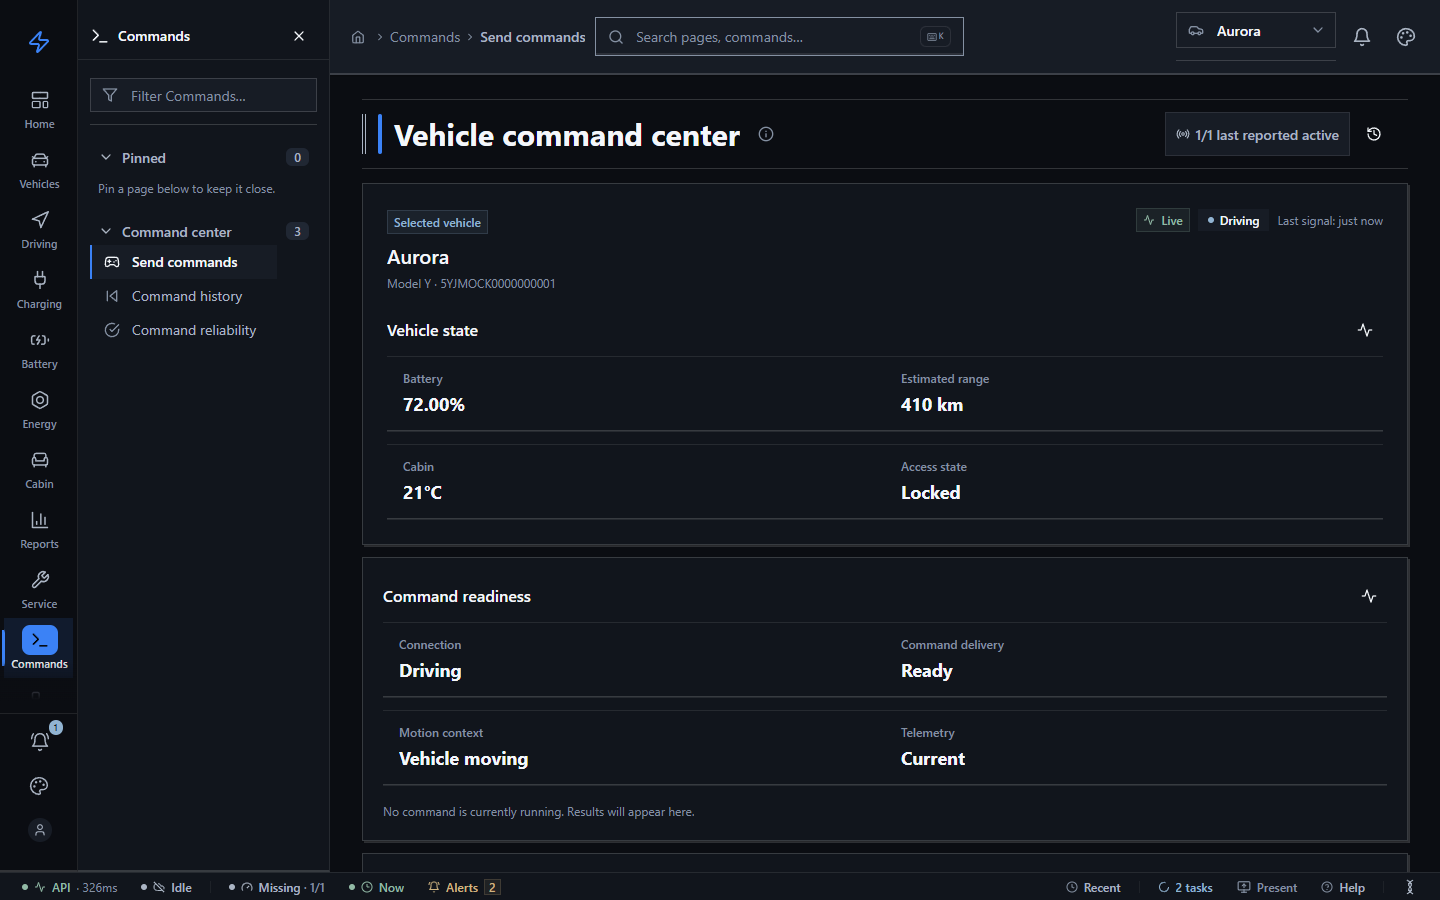 Commands
Commands
Send commands
Search pages, commands...
K
Aurora
Home
Vehicles
Driving
Charging
Battery
Energy
Cabin
Reports
Service
Commands
1
Filter Commands...
Pinned
0
Pin a page below to keep it close.
Command center
3
Send commands
Command history
Command reliability
Vehicle command center
1/1 last reported active
Selected vehicle
Live
Driving
Last signal: just now
Aurora
Model Y · 5YJMOCK0000000001
Vehicle state
Battery
72.00%
Estimated range
410 km
Cabin
21°C
Access state
Locked
Command readiness
Connection
Driving
Command delivery
Ready
Motion context
Vehicle moving
Telemetry
Current
No command is currently running. Results will appear here.
API · 326ms
Idle
Missing · 1/1
Now
Alerts 2
Recent
2 tasks
Present
Help